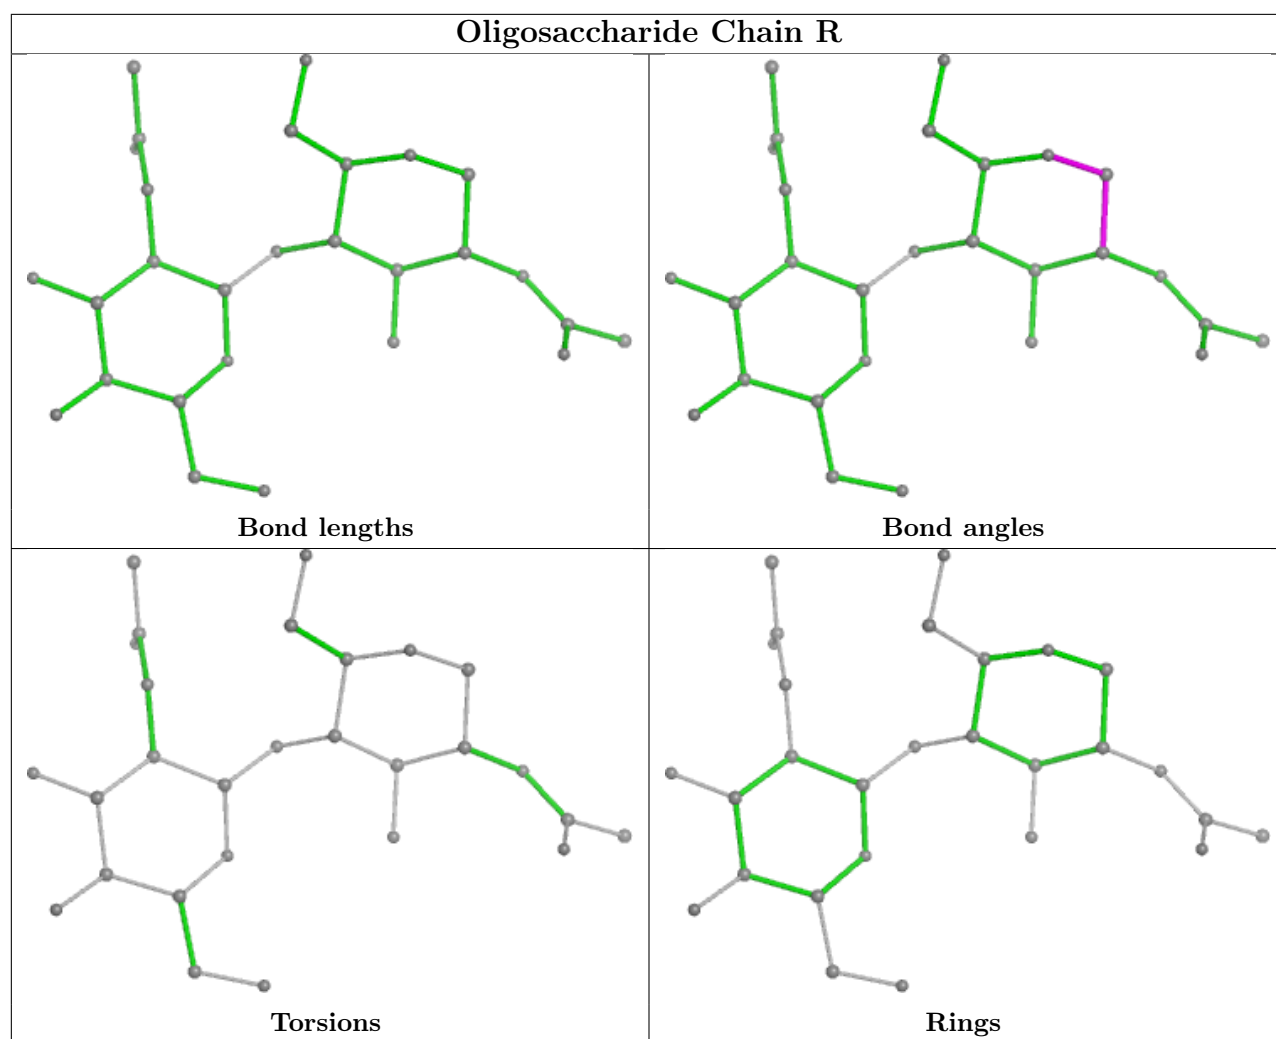 Oligosaccharide Chain R
Bond lengths
Bond angles
Torsions
Rings